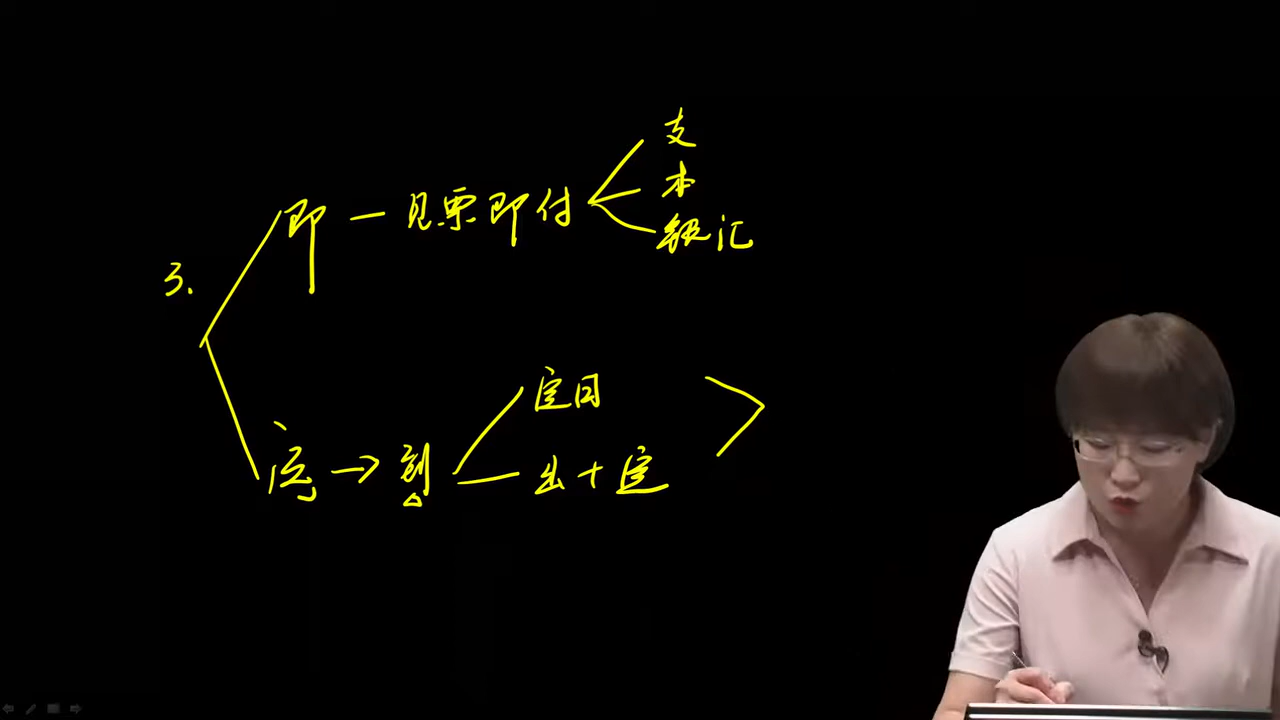 支
本
即 — 见票即付
银汇
3.
定日
远 → 到
出 + 定